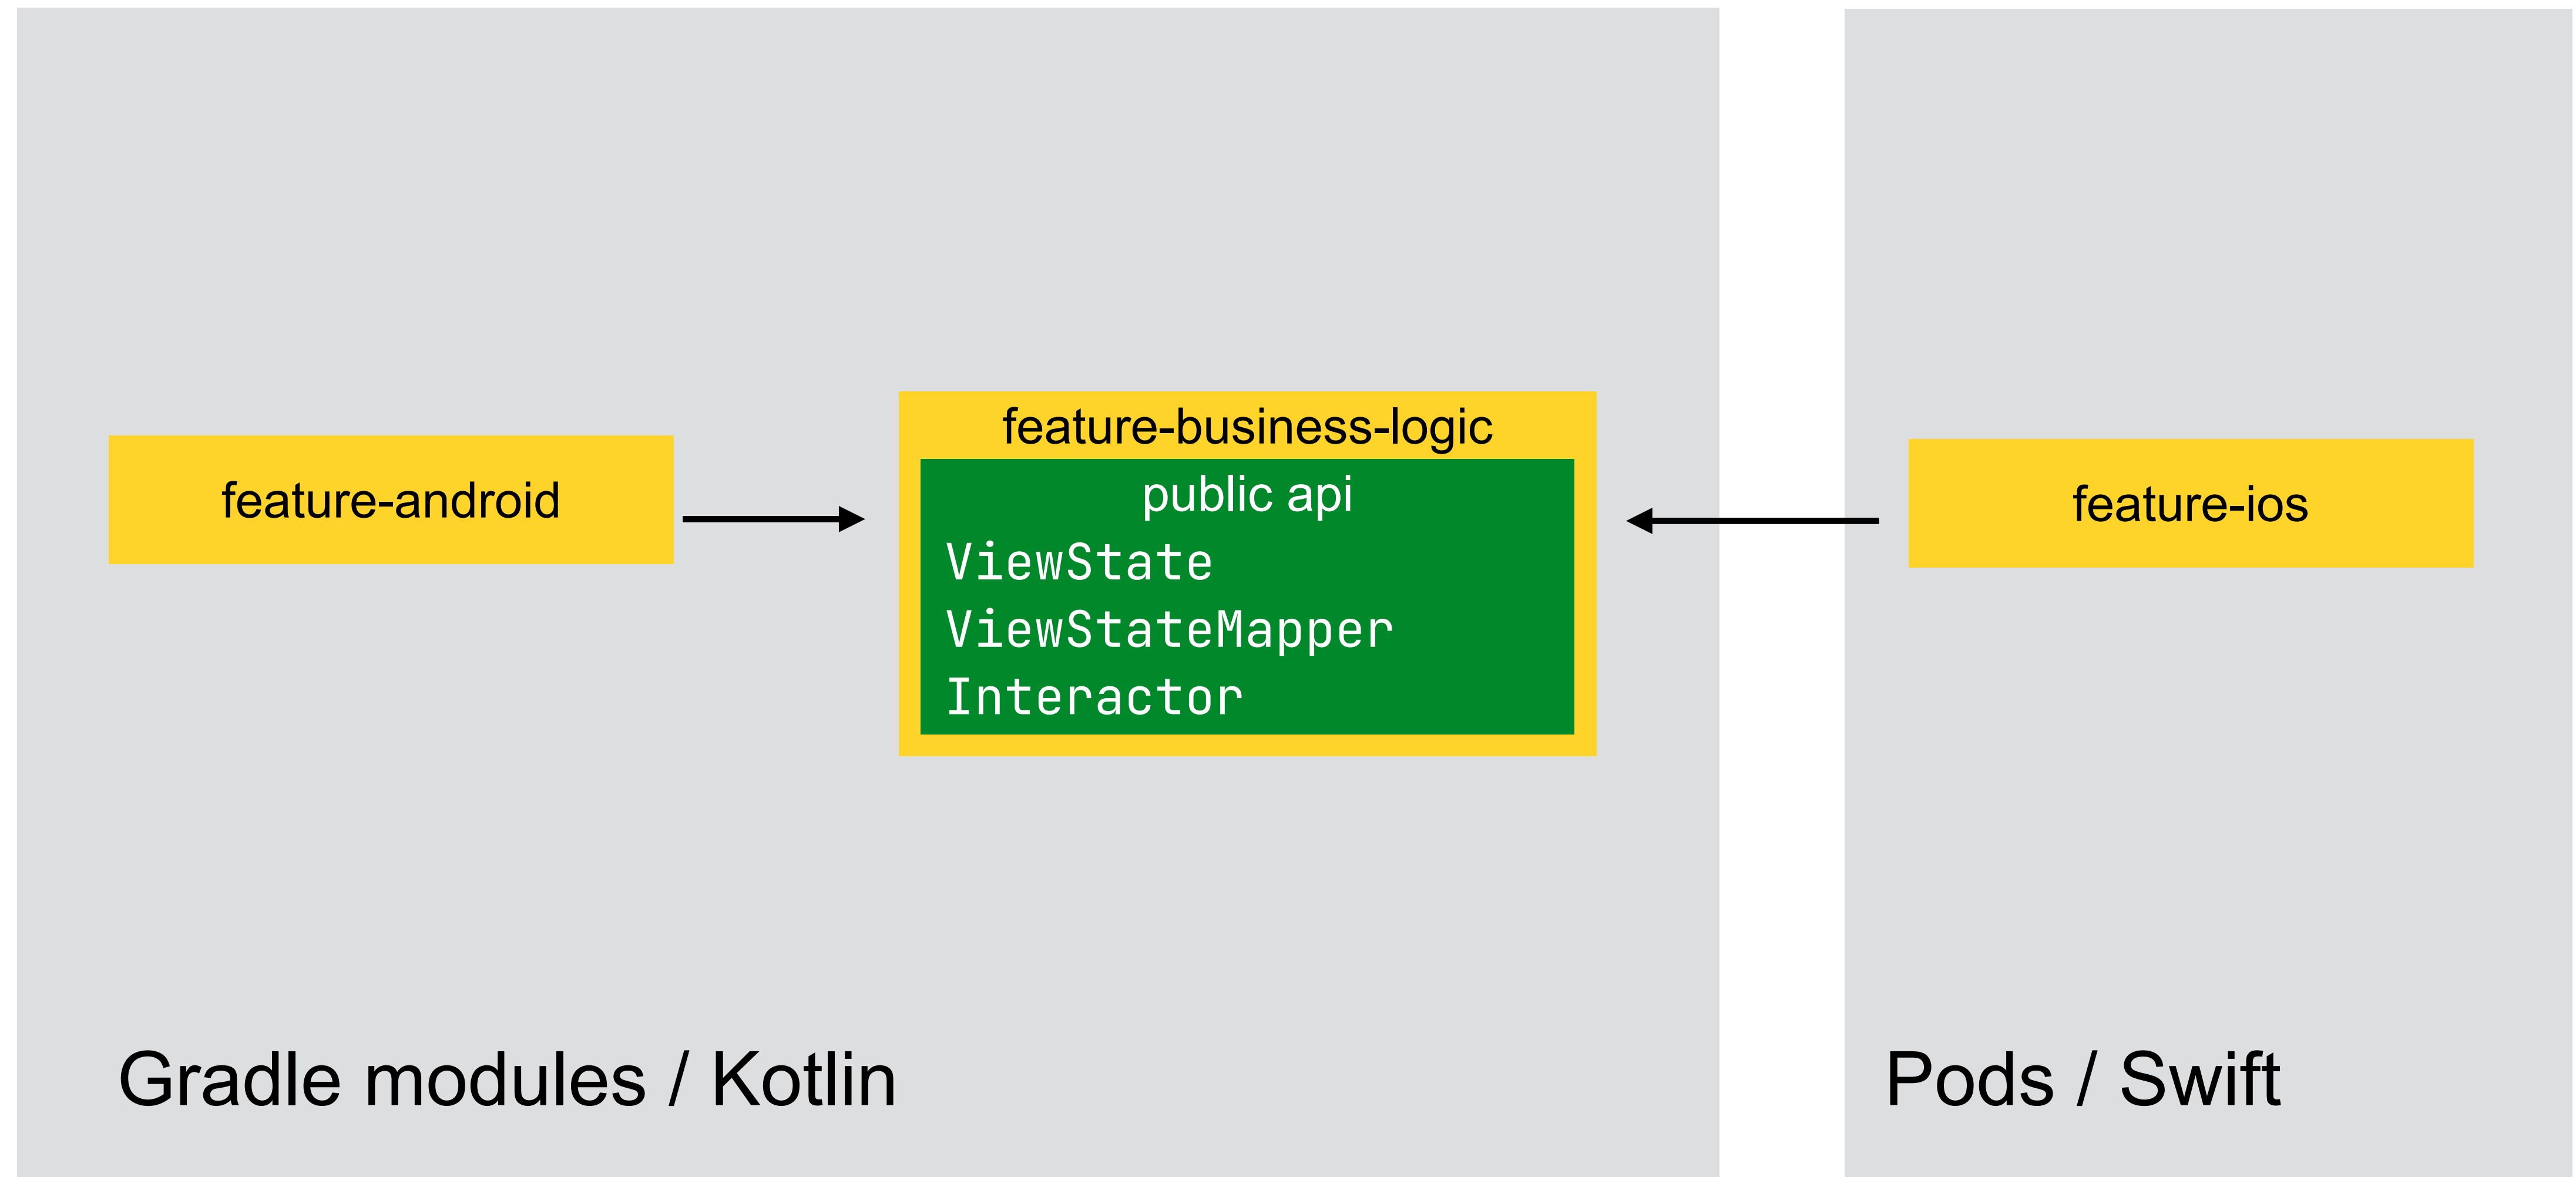 feature-android
feature-business-logic
public api
ViewState
ViewStateMapper
Interactor
feature-ios
Gradle modules / Kotlin
Pods / Swift